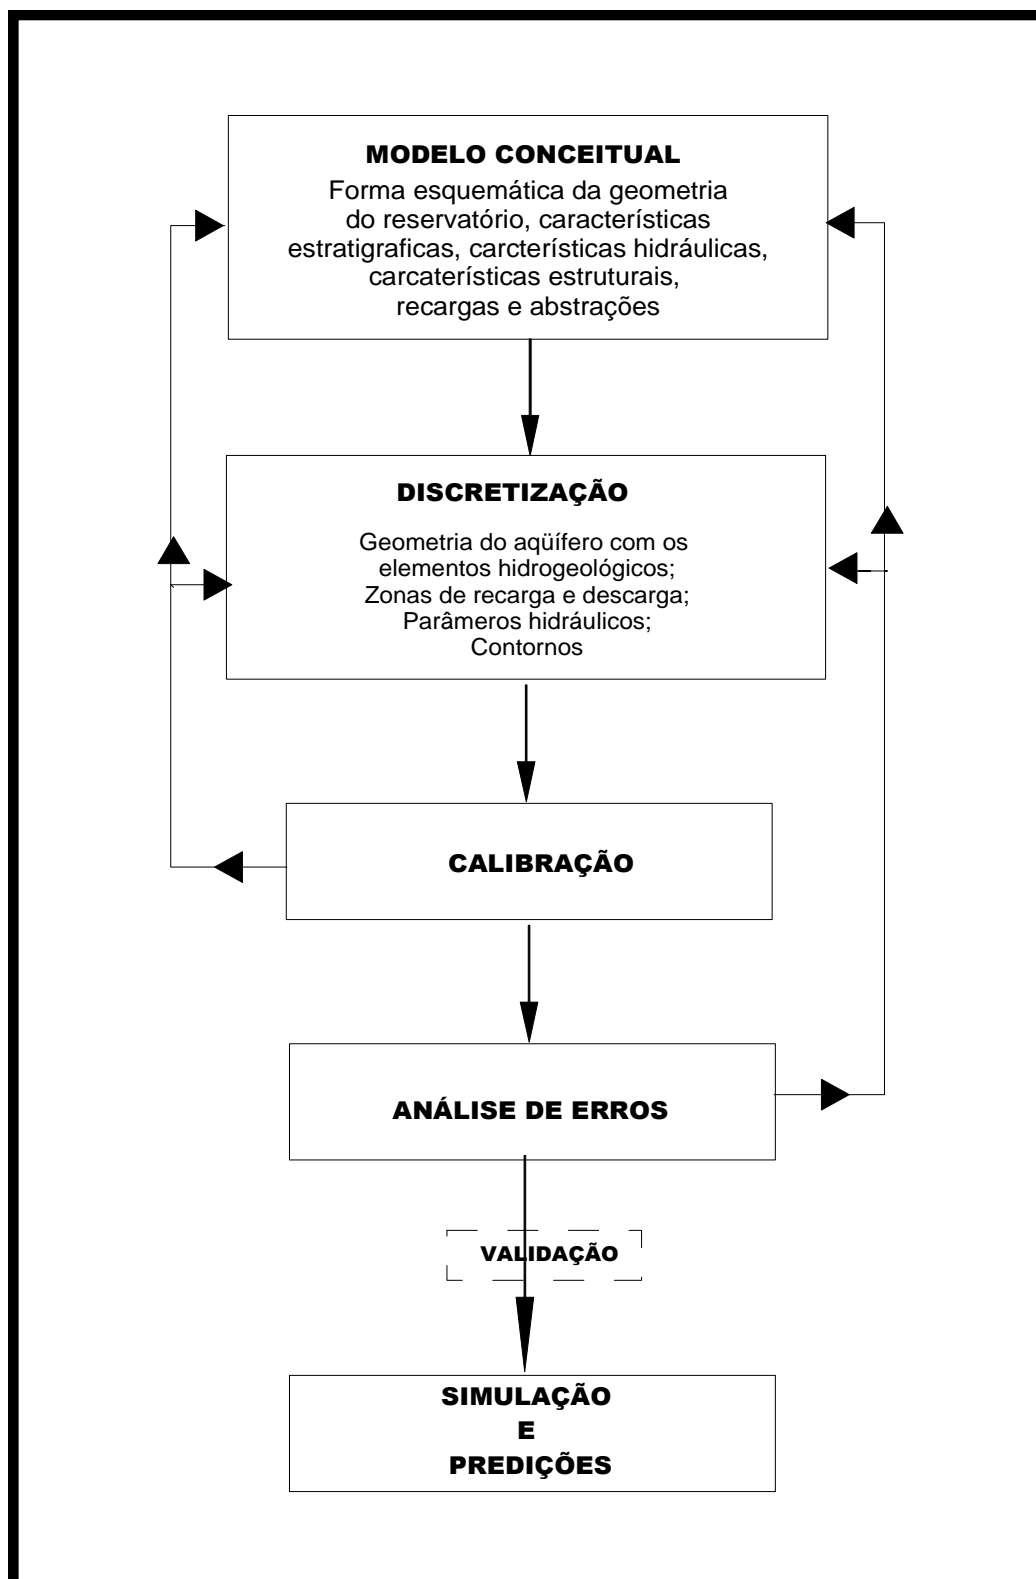 MODELO CONCEITUAL
Forma esquemática da geometria
do reservatório, características
estratigraficas, carcterísticas hidráulicas,
carcaterísticas estruturais,
recargas e abstrações
DISCRETIZAÇÃO
Geometria do aqüífero com os
elementos hidrogeológicos;
Zonas de recarga e descarga;
Parâmeros hidráulicos;
Contornos
CALIBRAÇÃO
ANÁLISE DE ERROS
VALIDAÇÃO
SIMULAÇÃO
E
PREDIÇÕES